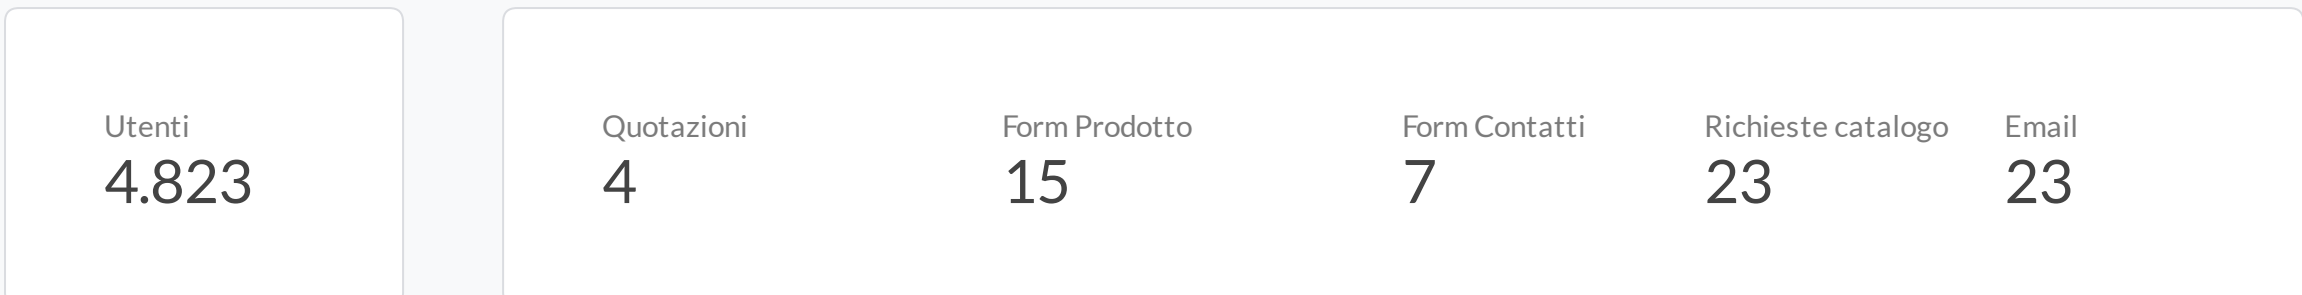 Utenti
4.823
Quotazioni
4
Form Prodotto
15
Form Contatti
7
Richieste catalogo
23
Email
23